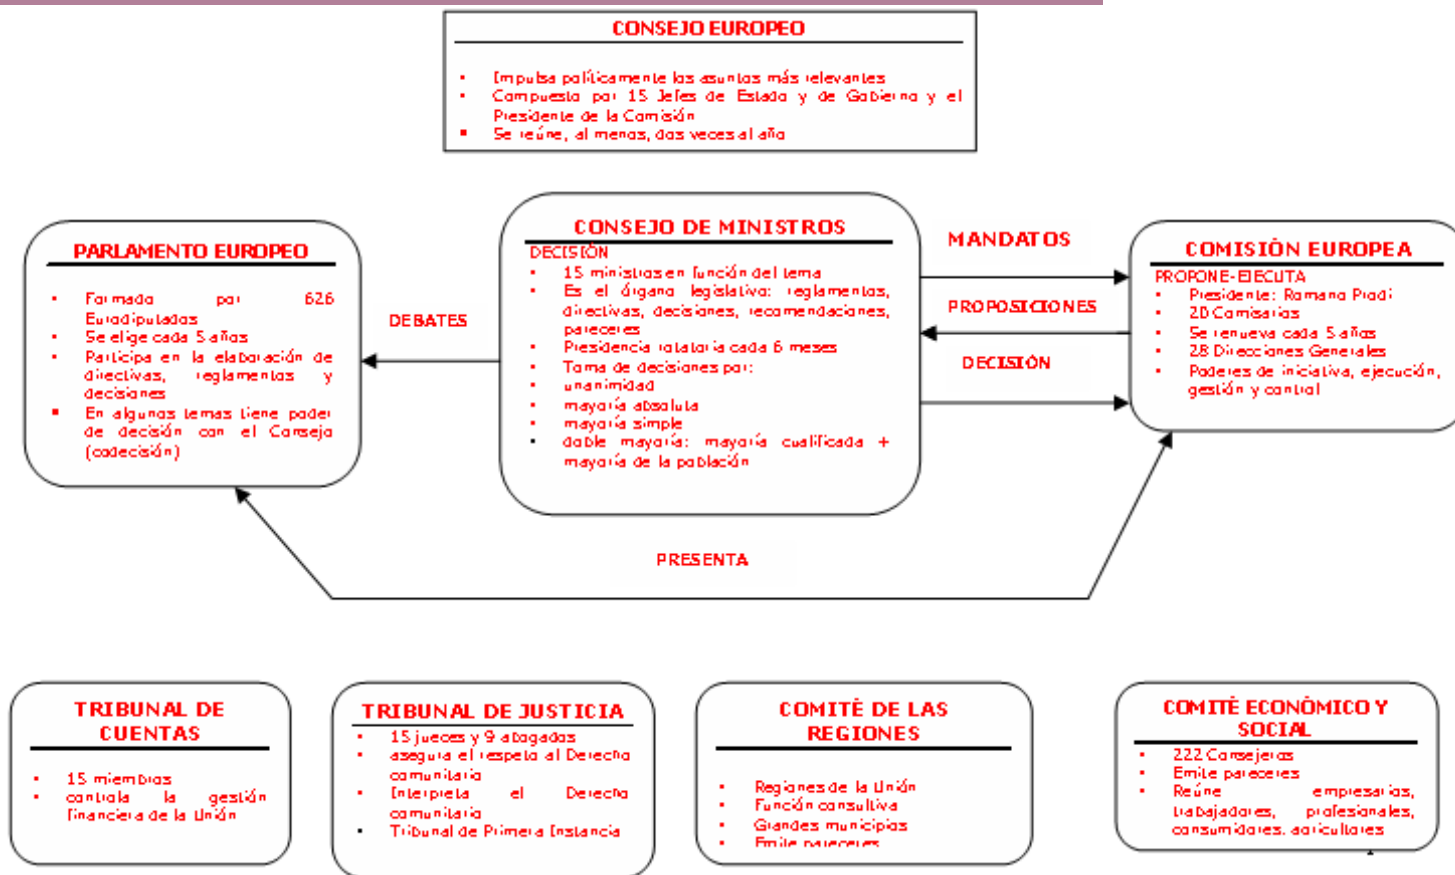 CONSEJO EUROPEO
▪ Impulsa políticamente los asuntos más relevantes
▪ Compuesto por 15 Jefes de Estado y de Gobierno y el
Presidente de la Comisión
▪ Se reúne, al menos, dos veces al año
PARLAMENTO EUROPEO
▪ Formado por 626
Eurodiputados
▪ Se elige cada 5 años
▪ Participa en la elaboración de
directivas, reglamentos y
decisiones
▪ En algunos temas tiene poder
de decisión con el Consejo
(codecisión)
DEBATES
CONSEJO DE MINISTROS
DECISIÓN
▪ 15 ministros en función del tema
▪ Es el órgano legislativo: reglamentos,
directivas, decisiones, recomendaciones,
pareceres
▪ Presidencia rotatoria cada 6 meses
▪ Toma de decisiones por:
▪ unanimidad
▪ mayoría absoluta
▪ mayoría simple
▪ doble mayoría: mayoría cualificada +
mayoría de la población
MANDATOS
PROPOSICIONES
DECISIÓN
COMISIÓN EUROPEA
PROPONE-EJECUTA
▪ Presidente: Romano Prodi
▪ 20 Comisarios
▪ Se renueva cada 5 años
▪ 28 Direcciones Generales
▪ Poderes de iniciativa, ejecución,
gestión y control
PRESENTA
TRIBUNAL DE
CUENTAS
▪ 15 miembros
▪ controla la gestión
financiera de la Unión
TRIBUNAL DE JUSTICIA
▪ 15 jueces y 9 abogados
▪ asegura el respeto al Derecho
comunitario
▪ Interpreta el Derecho
comunitario
▪ Tribunal de Primera Instancia
COMITÉ DE LAS
REGIONES
▪ Regiones de la Unión
▪ Función consultiva
▪ Grandes municipios
▪ Emite pareceres
COMITÉ ECONÓMICO Y
SOCIAL
▪ 222 Consejeros
▪ Emite pareceres
▪ Reúne empresarios,
trabajadores, profesionales,
consumidores, agricultores